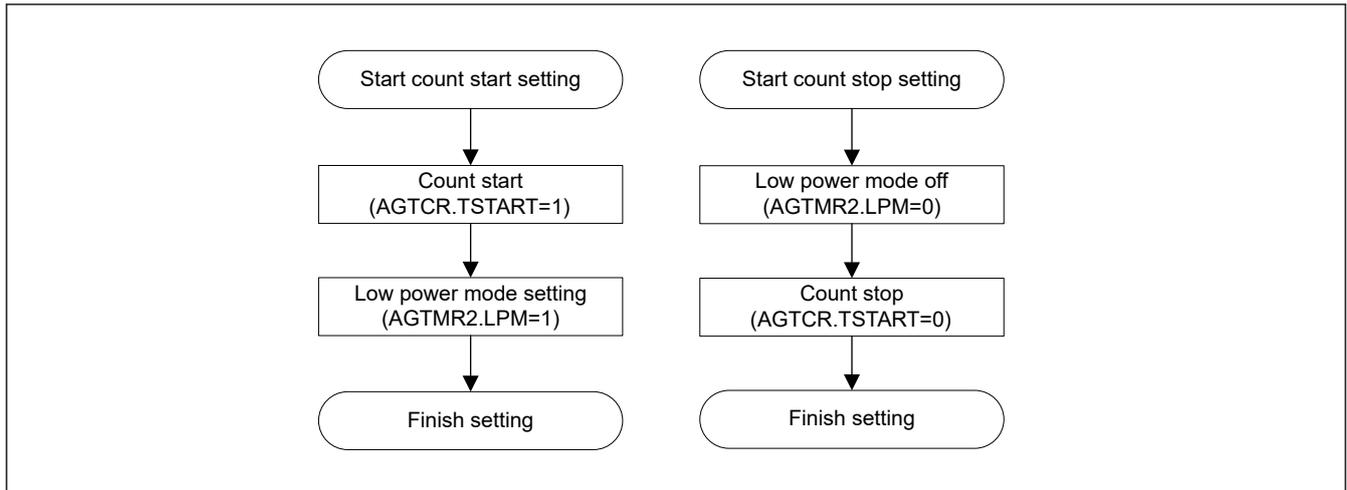 Start count start setting
Count start
(AGTCR.TSTART=1)
Low power mode setting
(AGTMR2.LPM=1)
Finish setting
Start count stop setting
Low power mode off
(AGTMR2.LPM=0)
Count stop
(AGTCR.TSTART=0)
Finish setting